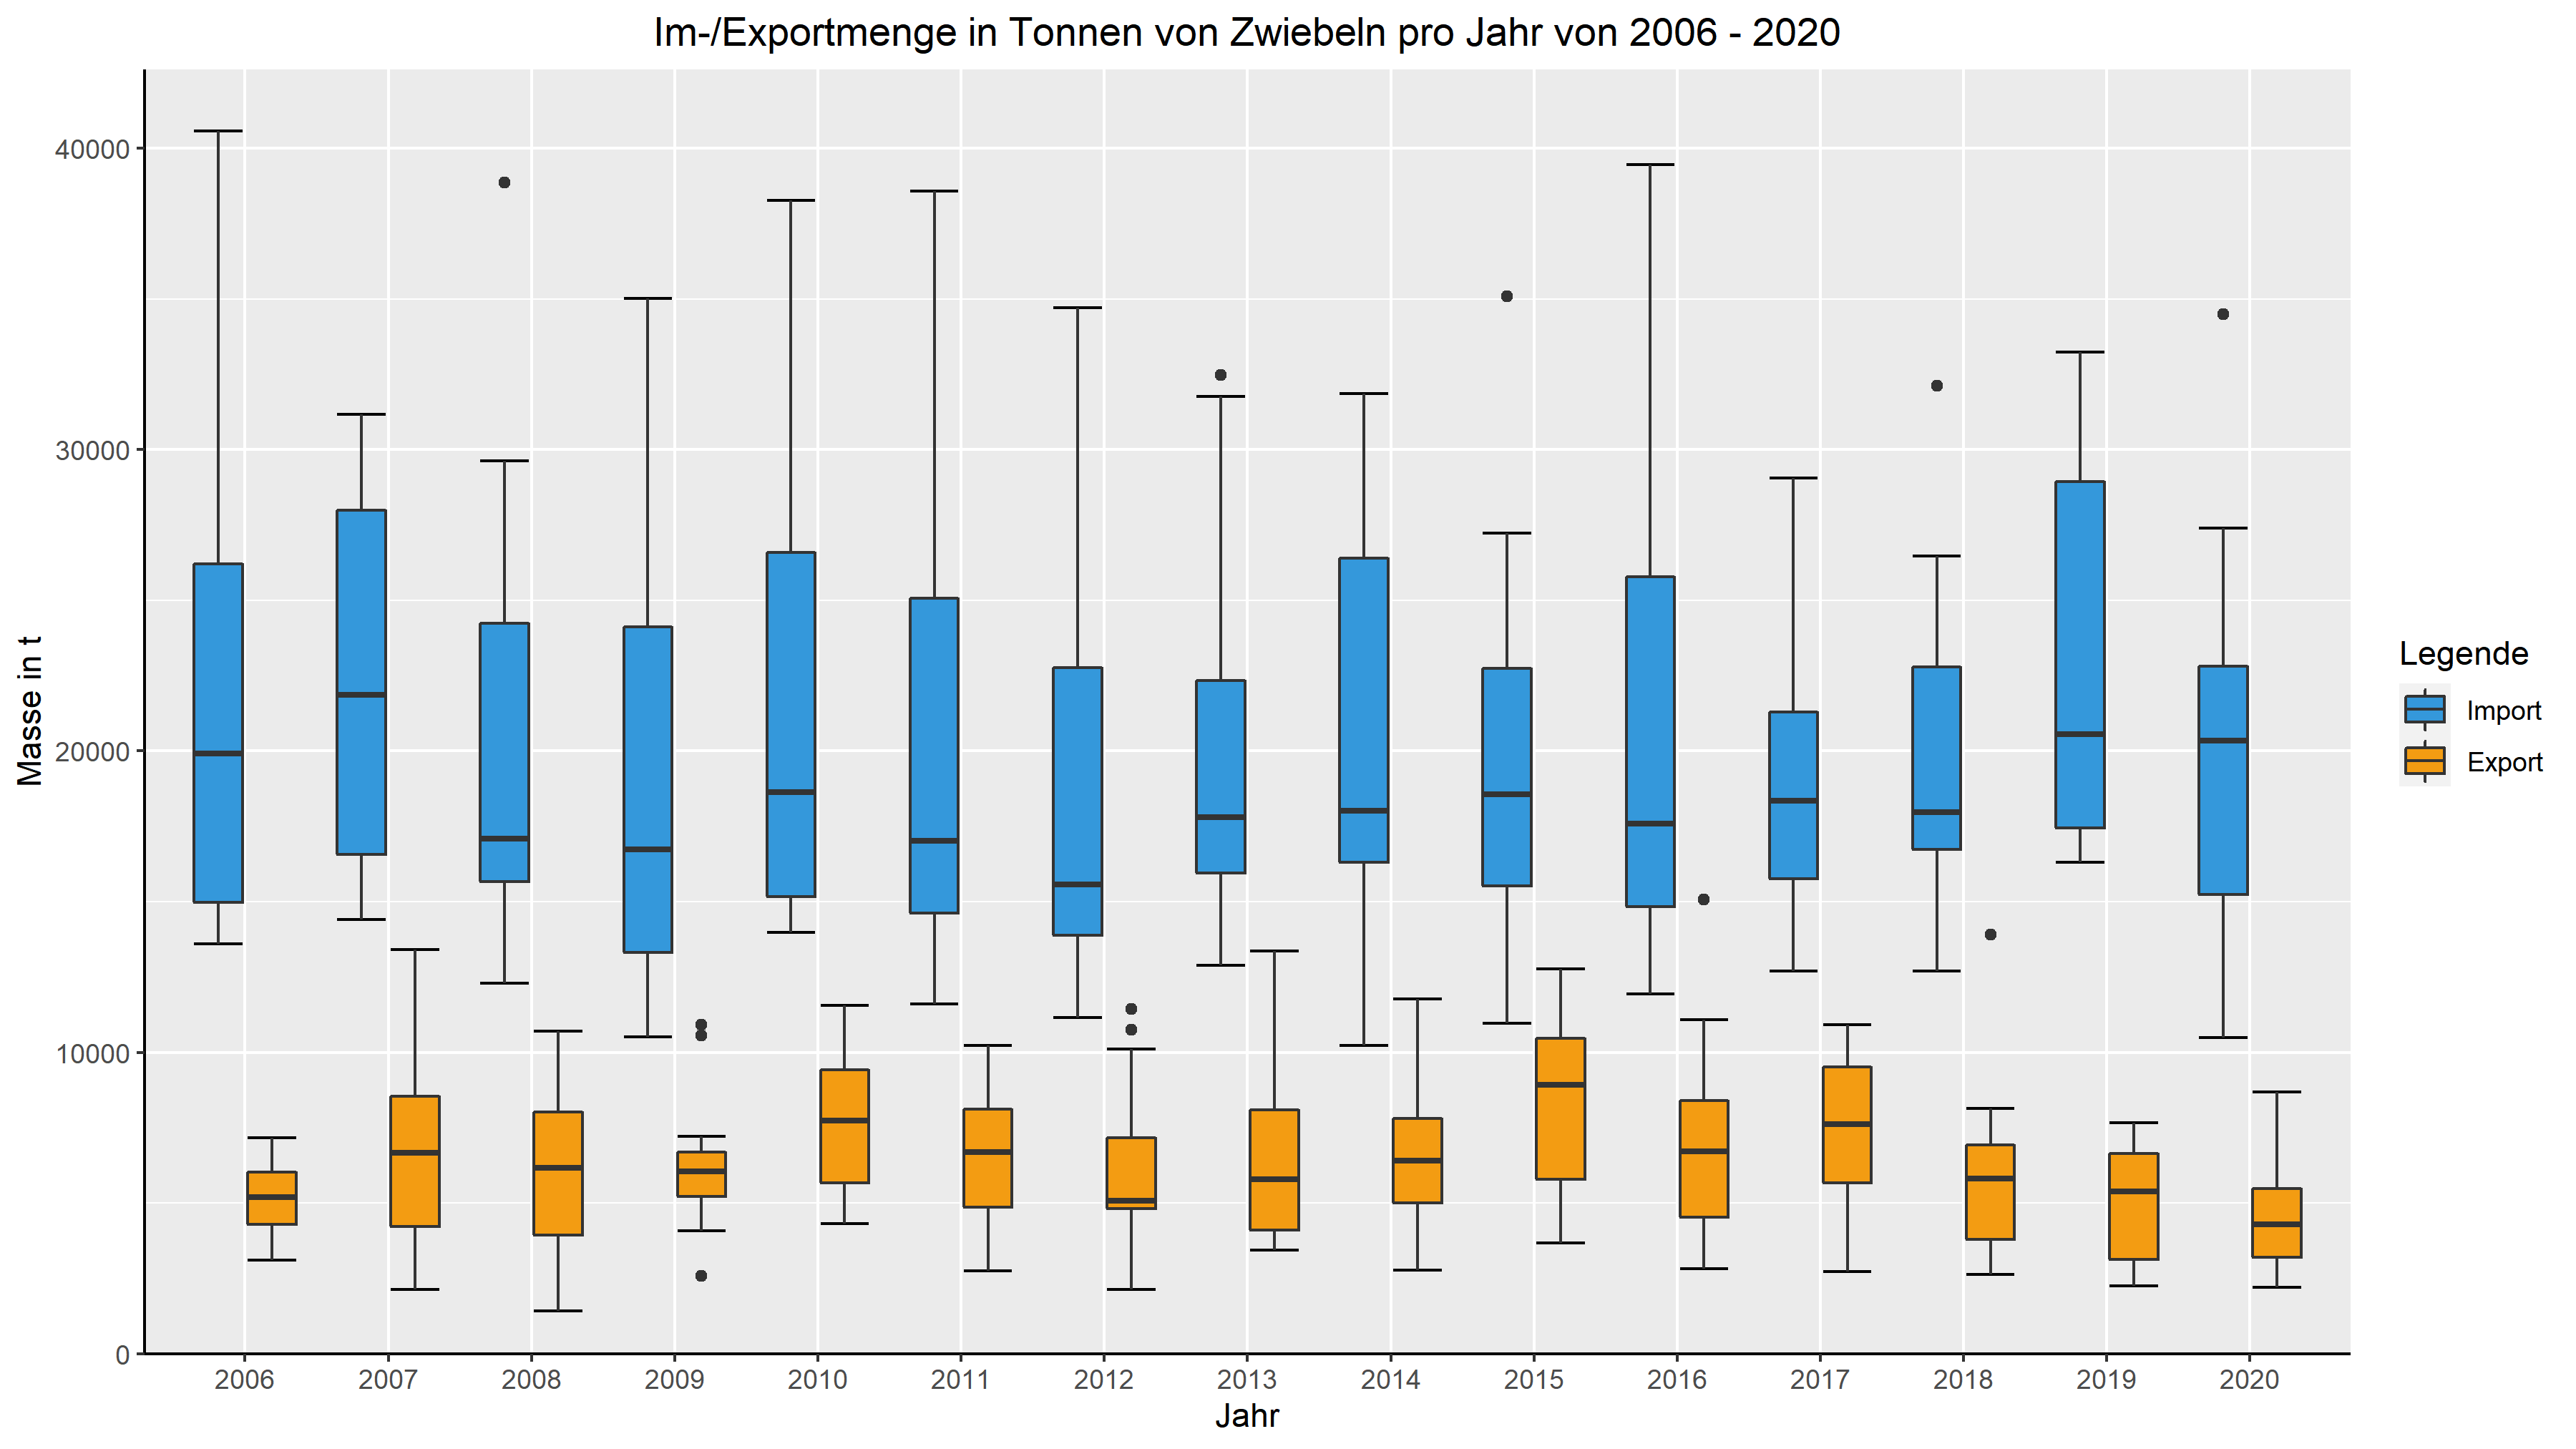 Im-/Exportmenge in Tonnen von Zwiebeln pro Jahr von 2006 - 2020
Masse in t
40000
30000
20000
10000
0
2006 2007 2008 2009 2010 2011 2012 2013 2014 2015 2016 2017 2018 2019 2020
Jahr
Legende
Import
Export